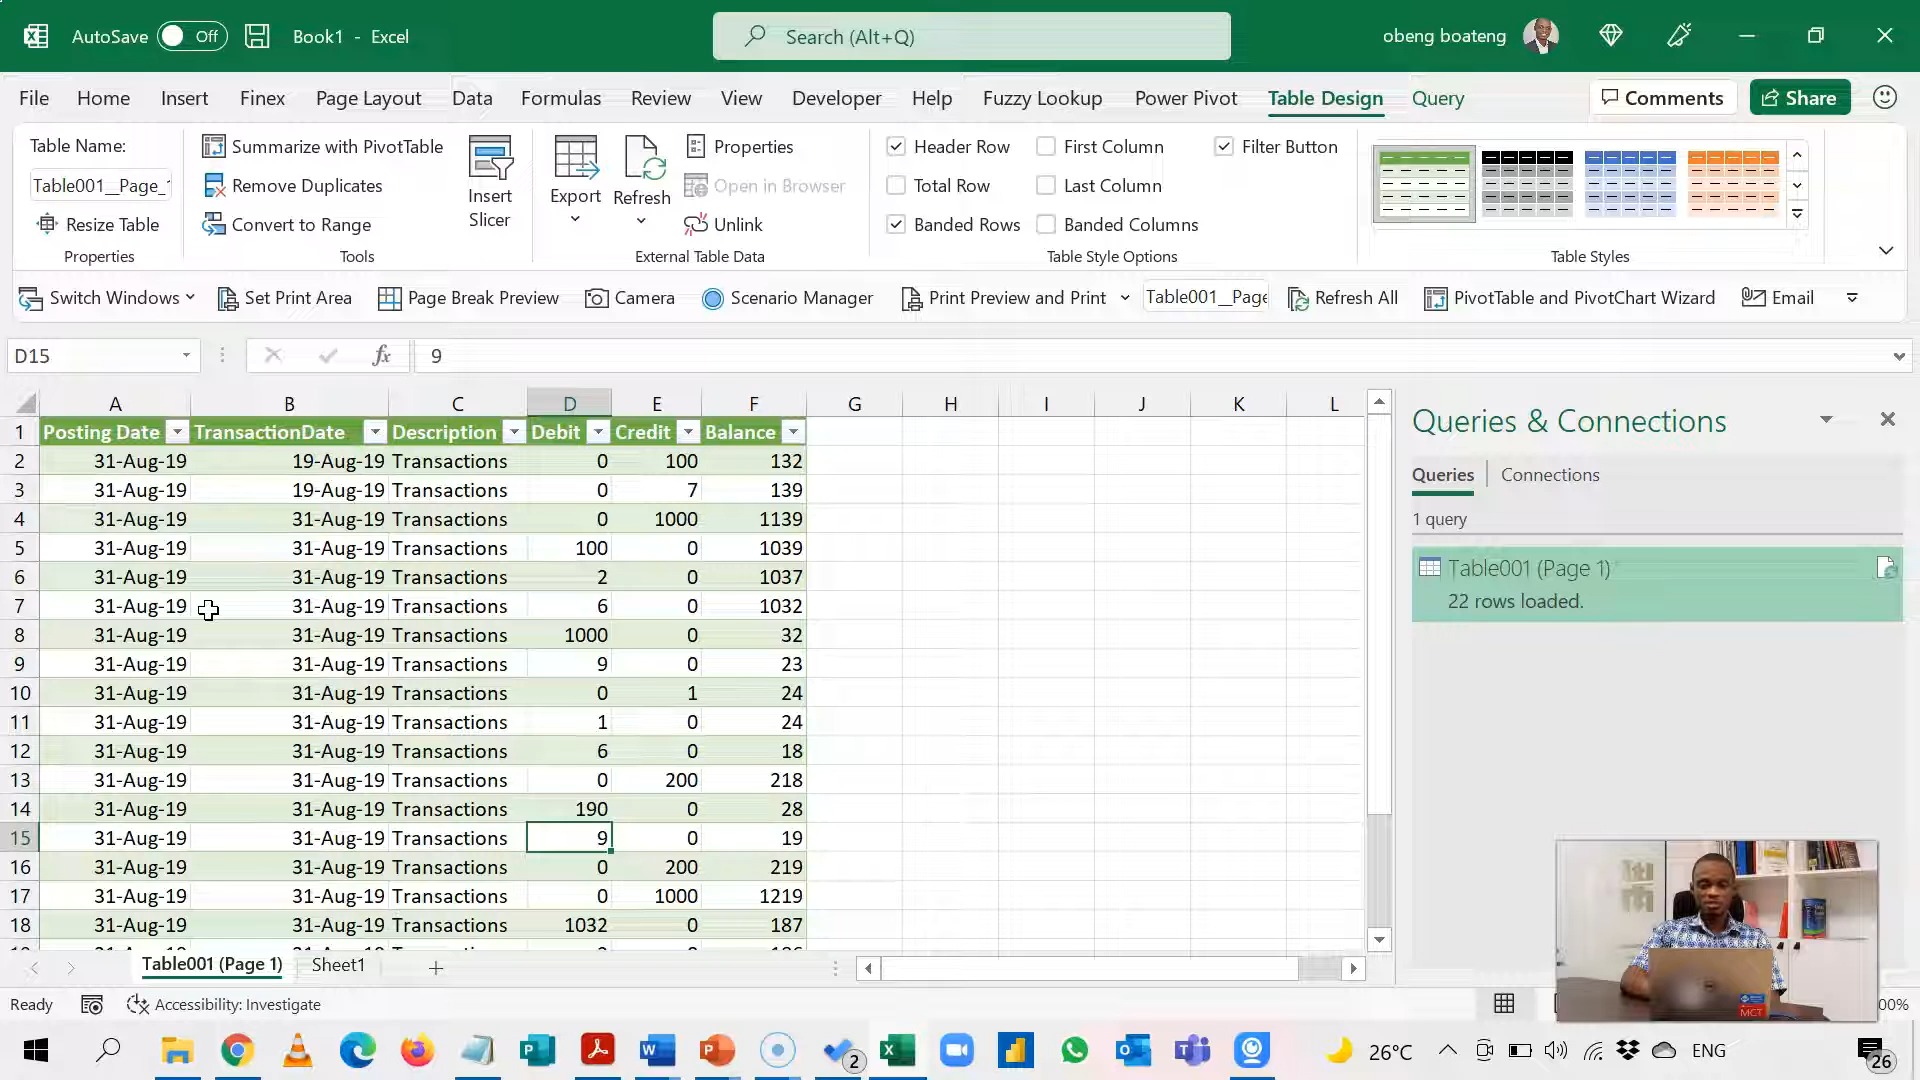 AutoSave Off Book1 - Excel Search (Alt+Q) obeng boateng
File Home Insert Finex Page Layout Data Formulas Review View Developer Help Fuzzy Lookup Power Pivot Table Design Query Comments Share
Table Name:
Table001__Page_1
Resize Table
Properties
Summarize with PivotTable
Remove Duplicates
Convert to Range
Tools
Insert
Slicer
Export
Refresh
Properties
Open in Browser
Unlink
External Table Data
Header Row First Column Filter Button
Total Row Last Column
Banded Rows Banded Columns
Table Style Options
Table Styles
Switch Windows Set Print Area Page Break Preview Camera Scenario Manager Print Preview and Print Table001__Page Refresh All PivotTable and PivotChart Wizard Email
D15 fx 9
A B C D E F G H I J K L
1 Posting Date TransactionDate Description Debit Credit Balance
2 31-Aug-19 19-Aug-19 Transactions 0 100 132
3 31-Aug-19 19-Aug-19 Transactions 0 7 139
4 31-Aug-19 31-Aug-19 Transactions 0 1000 1139
5 31-Aug-19 31-Aug-19 Transactions 100 0 1039
6 31-Aug-19 31-Aug-19 Transactions 2 0 1037
7 31-Aug-19 31-Aug-19 Transactions 6 0 1032
8 31-Aug-19 31-Aug-19 Transactions 1000 0 32
9 31-Aug-19 31-Aug-19 Transactions 9 0 23
10 31-Aug-19 31-Aug-19 Transactions 0 1 24
11 31-Aug-19 31-Aug-19 Transactions 1 0 24
12 31-Aug-19 31-Aug-19 Transactions 6 0 18
13 31-Aug-19 31-Aug-19 Transactions 0 200 218
14 31-Aug-19 31-Aug-19 Transactions 190 0 28
15 31-Aug-19 31-Aug-19 Transactions 9 0 19
16 31-Aug-19 31-Aug-19 Transactions 0 200 219
17 31-Aug-19 31-Aug-19 Transactions 0 1000 1219
18 31-Aug-19 31-Aug-19 Transactions 1032 0 187
Queries & Connections
Queries Connections
1 query
Table001 (Page 1)
22 rows loaded.
MCT
Table001 (Page 1) Sheet1
Ready Accessibility: Investigate 00%
2 26°C ENG 26